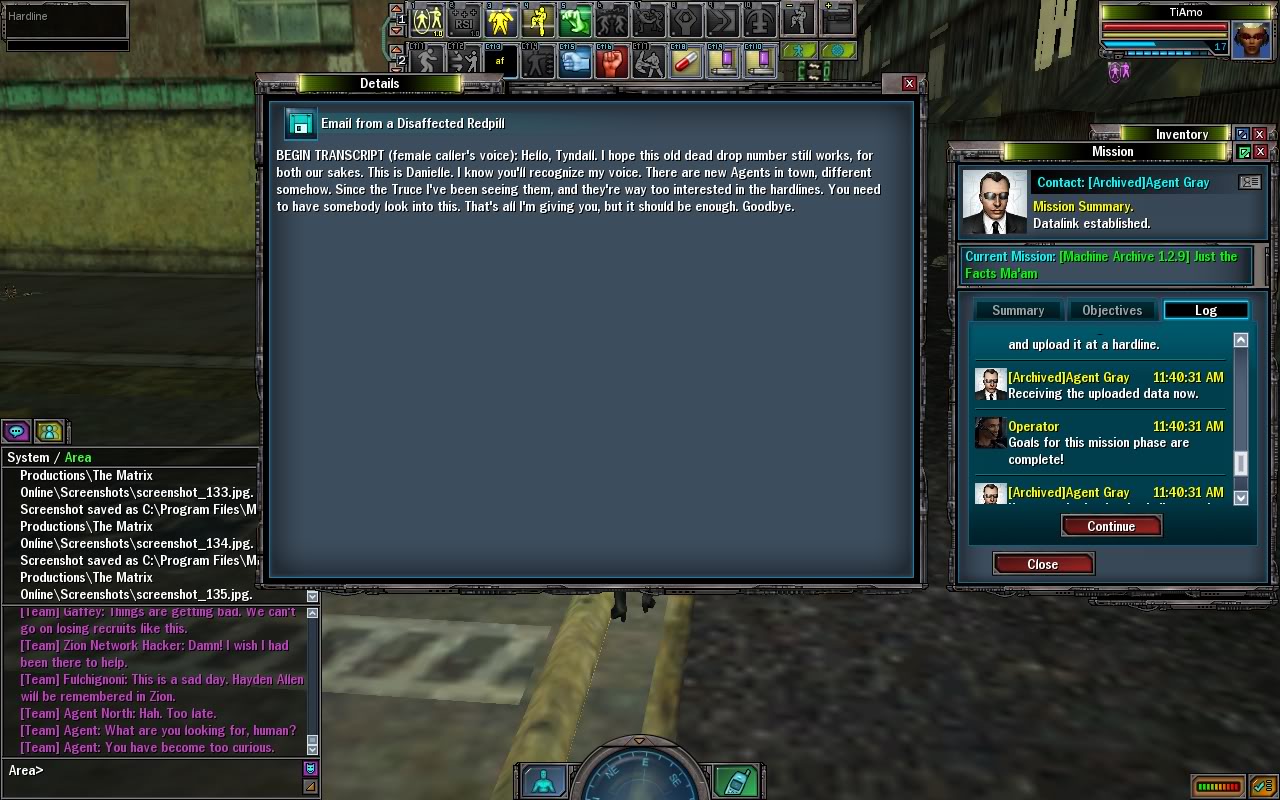 Hardline
TiAmo
17
Details
Email from a Disaffected Redpill
BEGIN TRANSCRIPT (female caller's voice): Hello, Tyndall. I hope this old dead drop number still works, for
both our sakes. This is Danielle. I know you'll recognize my voice. There are new Agents in town, different
somehow. Since the Truce I've been seeing them, and they're way too interested in the hardlines. You need
to have somebody look into this. That's all I'm giving you, but it should be enough. Goodbye.
Inventory
Mission
Contact: [Archived]Agent Gray
Mission Summary.
Datalink established.
Current Mission: [Machine Archive 1.2.9] Just the
Facts Ma'am
Summary Objectives Log
and upload it at a hardline.
[Archived]Agent Gray 11:40:31 AM
Receiving the uploaded data now.
Operator 11:40:31 AM
Goals for this mission phase are
complete!
[Archived]Agent Gray 11:40:31 AM
Continue
Close
System / Area
Productions\The Matrix
Online\Screenshots\screenshot_133.jpg.
Screenshot saved as C:\Program Files\M
Productions\The Matrix
Online\Screenshots\screenshot_134.jpg.
Screenshot saved as C:\Program Files\M
Productions\The Matrix
Online\Screenshots\screenshot_135.jpg.
[Team] Gaffey: Things are getting bad. We can't
go on losing recruits like this.
[Team] Zion Network Hacker: Damn! I wish I had
been there to help.
[Team] Fulchignoni: This is a sad day. Hayden Allen
will be remembered in Zion.
[Team] Agent North: Hah. Too late.
[Team] Agent: What are you looking for, human?
[Team] Agent: You have become too curious.
Area>
NE E SE